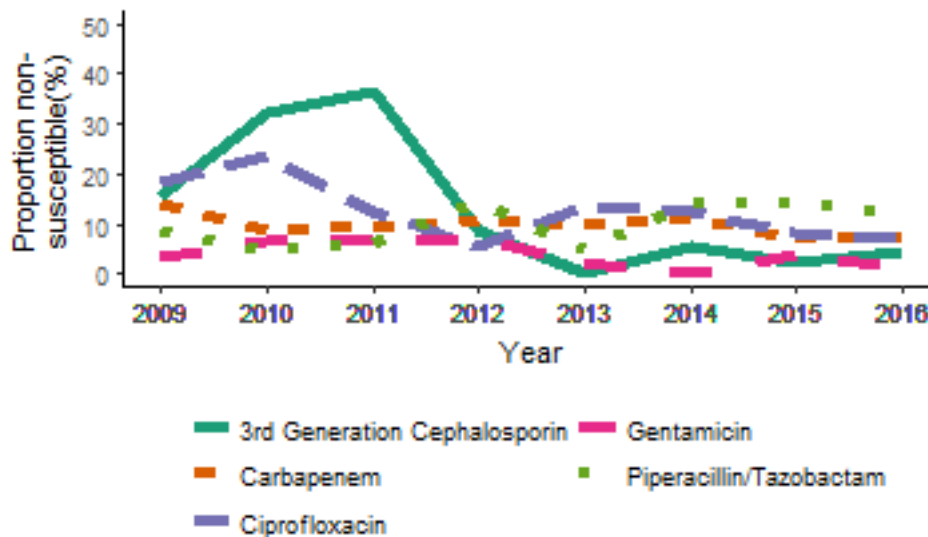 Proportion non-
susceptible(%)
50
40
30
20
10
0
2009 2010 2011 2012 2013 2014 2015 2016
Year
3rd Generation Cephalosporin Gentamicin
Carbapenem Piperacillin/Tazobactam
Ciprofloxacin